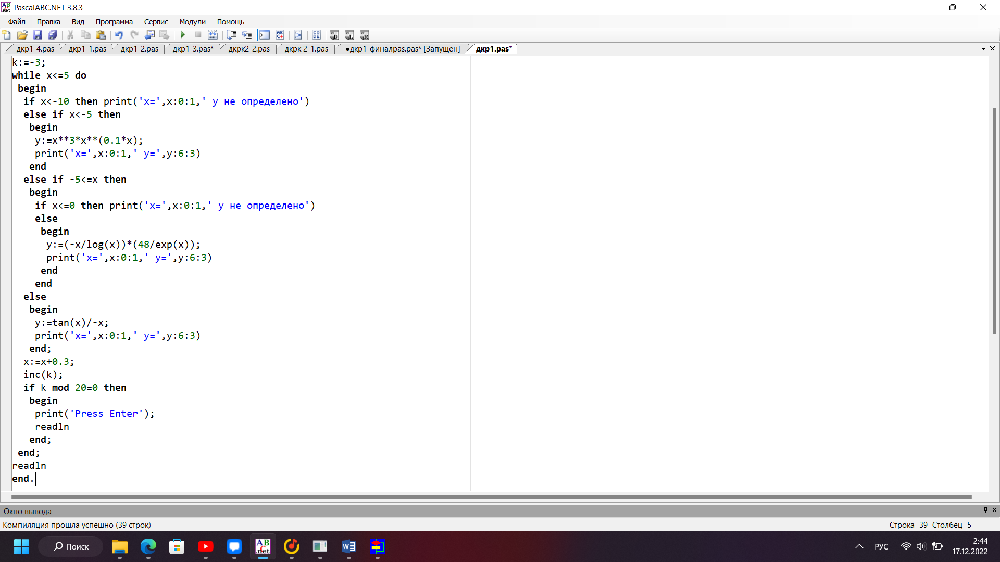 PascalABC.NET 3.8.3
Файл Правка Вид Программа Сервис Модули Помощь
дкр1-4.pas дкр1-1.pas дкр1-2.pas дкр1-3.pas* дкрк2-2.pas дкрк 2-1.pas ●дкр1-финалpas.pas* [Запущен] дкр1.pas*
k:=-3;
while x<=5 do
begin
if x<-10 then print('x=',x:0:1,' y не определено')
else if x<-5 then
begin
y:=x**3*x**(0.1*x);
print('x=',x:0:1,' y=',y:6:3)
end
else if -5<=x then
begin
if x<=0 then print('x=',x:0:1,' y не определено')
else
begin
y:=(-x/log(x))*(48/exp(x));
print('x=',x:0:1,' y=',y:6:3)
end
end
else
begin
y:=tan(x)/-x;
print('x=',x:0:1,' y=',y:6:3)
end;
x:=x+0.3;
inc(k);
if k mod 20=0 then
begin
print('Press Enter');
readln
end;
end;
readln
end.
Окно вывода
Компиляция прошла успешно (39 строк) Строка 39 Столбец 5
Поиск
РУС
2:44
17.12.2022